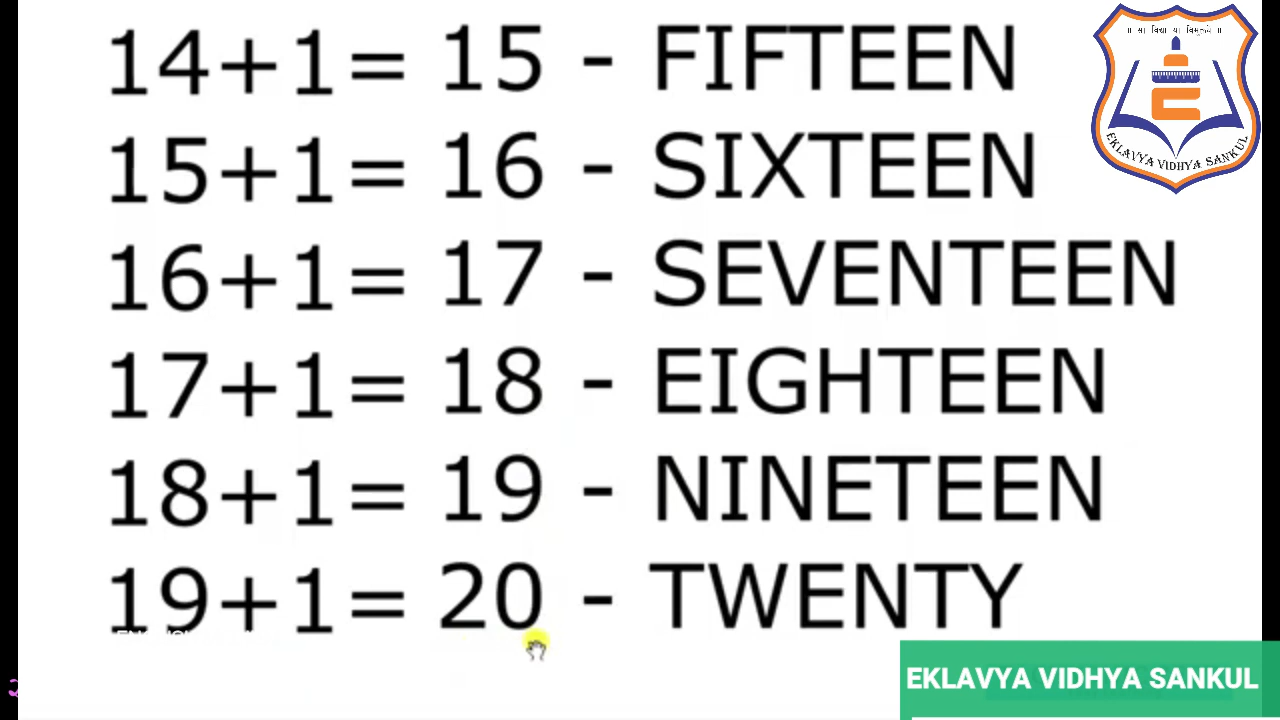 14+1= 15 - FIFTEEN
15+1= 16 - SIXTEEN
16+1= 17 - SEVENTEEN
17+1= 18 - EIGHTEEN
18+1= 19 - NINETEEN
19+1= 20 - TWENTY
EKLAVYA VIDHYA SANKUL
EKLAVYA VIDHYA SANKUL